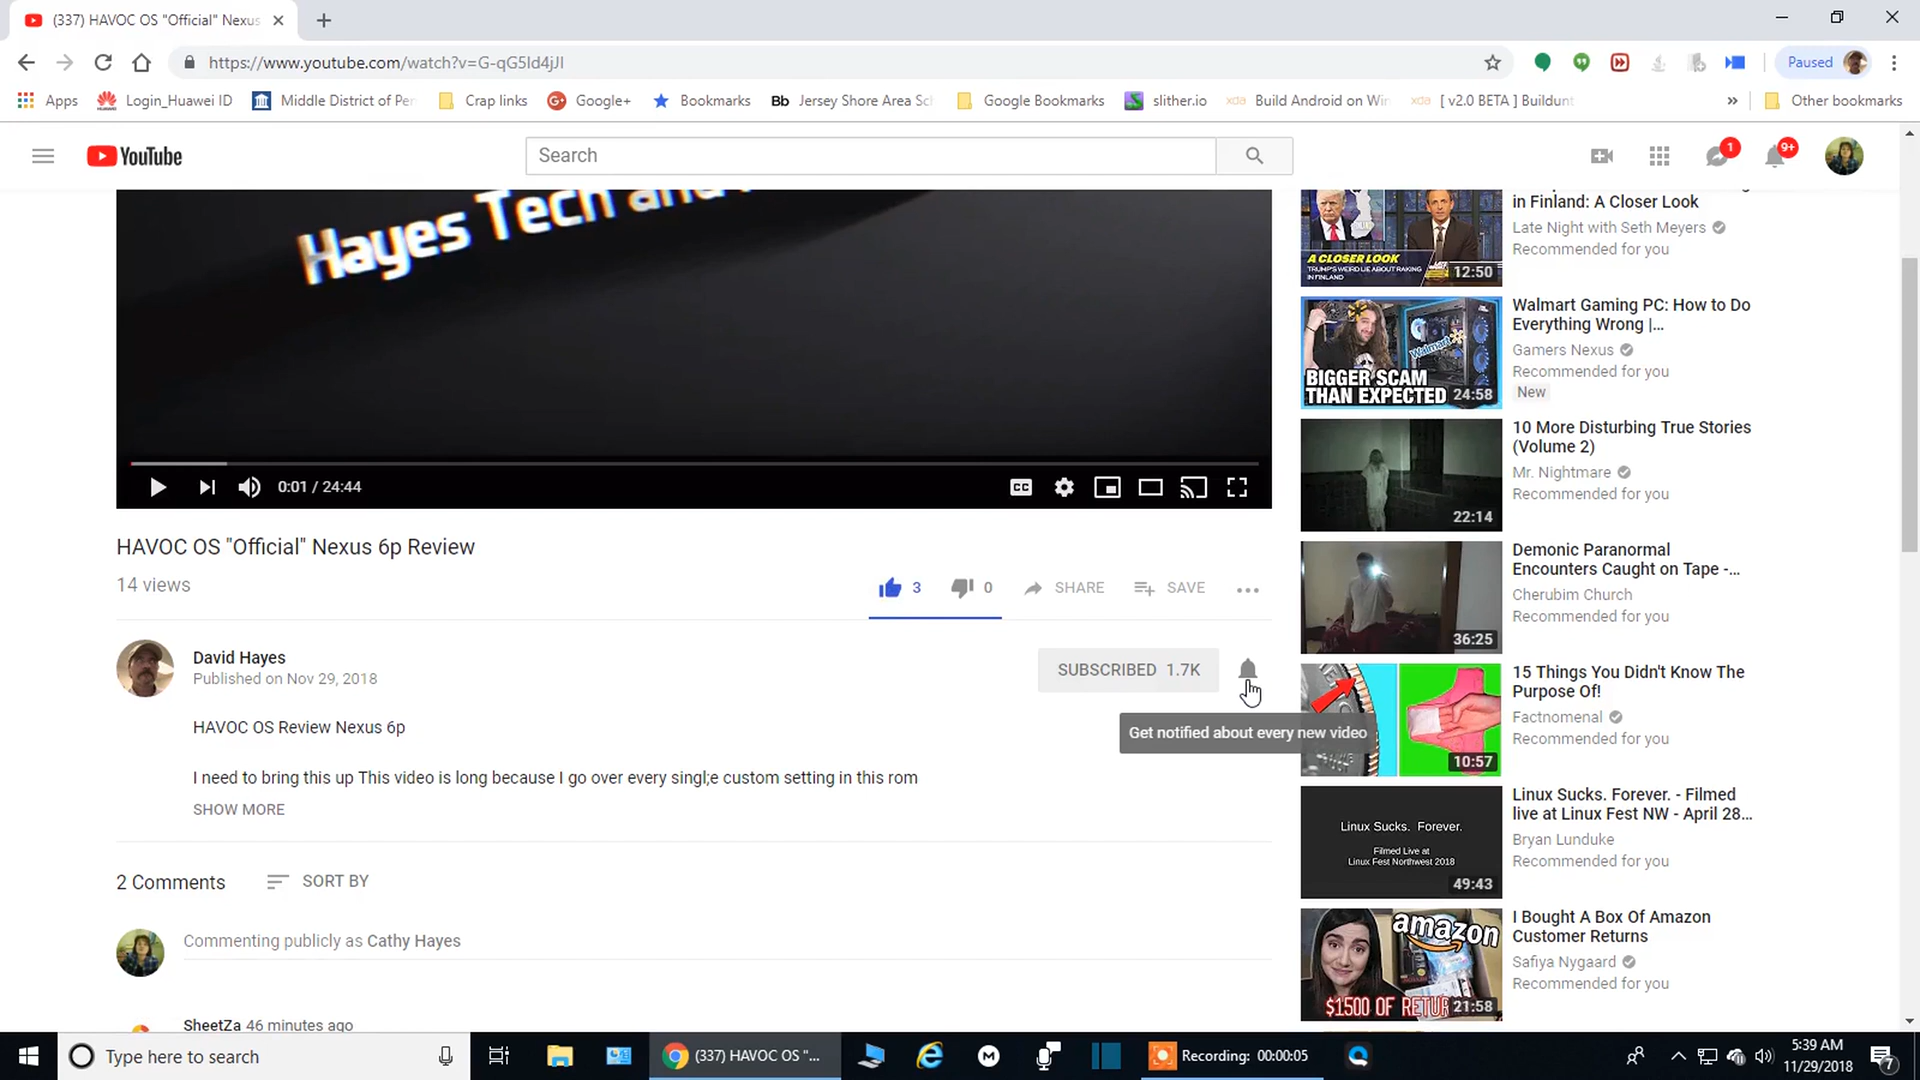 (337) HAVOC OS "Official" Nexus
https://www.youtube.com/watch?v=G-qG5Id4jJI
Paused
Apps
Login_Huawei ID
Middle District of Pen
Crap links
Google+
Bookmarks
Bb Jersey Shore Area Sc
Google Bookmarks
slither.io
xda Build Android on Win
xda [ v2.0 BETA ] Buildunt
Other bookmarks
YouTube
Search
1
9+
Hayes Tech and
0:01 / 24:44
CC
HAVOC OS "Official" Nexus 6p Review
14 views
3
0
SHARE
SAVE
David Hayes
Published on Nov 29, 2018
SUBSCRIBED 1.7K
Get notified about every new video
HAVOC OS Review Nexus 6p
I need to bring this up This video is long because I go over every singl;e custom setting in this rom
SHOW MORE
2 Comments
SORT BY
Commenting publicly as Cathy Hayes
SheetZa 46 minutes ago
A CLOSER LOOK
TRUMP'S WEIRD LIE ABOUT RAKING
IN FINLAND
12:50
in Finland: A Closer Look
Late Night with Seth Meyers
Recommended for you
Walmart
BIGGER SCAM
THAN EXPECTED
24:58
Walmart Gaming PC: How to Do
Everything Wrong |...
Gamers Nexus
Recommended for you
New
22:14
10 More Disturbing True Stories
(Volume 2)
Mr. Nightmare
Recommended for you
36:25
Demonic Paranormal
Encounters Caught on Tape -...
Cherubim Church
Recommended for you
10:57
15 Things You Didn't Know The
Purpose Of!
Factnomenal
Recommended for you
Linux Sucks. Forever.
Filmed Live at
Linux Fest Northwest 2018
49:43
Linux Sucks. Forever. - Filmed
live at Linux Fest NW - April 28...
Bryan Lunduke
Recommended for you
amazon
$1500 OF RETUR
21:58
I Bought A Box Of Amazon
Customer Returns
Safiya Nygaard
Recommended for you
Type here to search
(337) HAVOC OS "...
Recording: 00:00:05
5:39 AM
11/29/2018
7